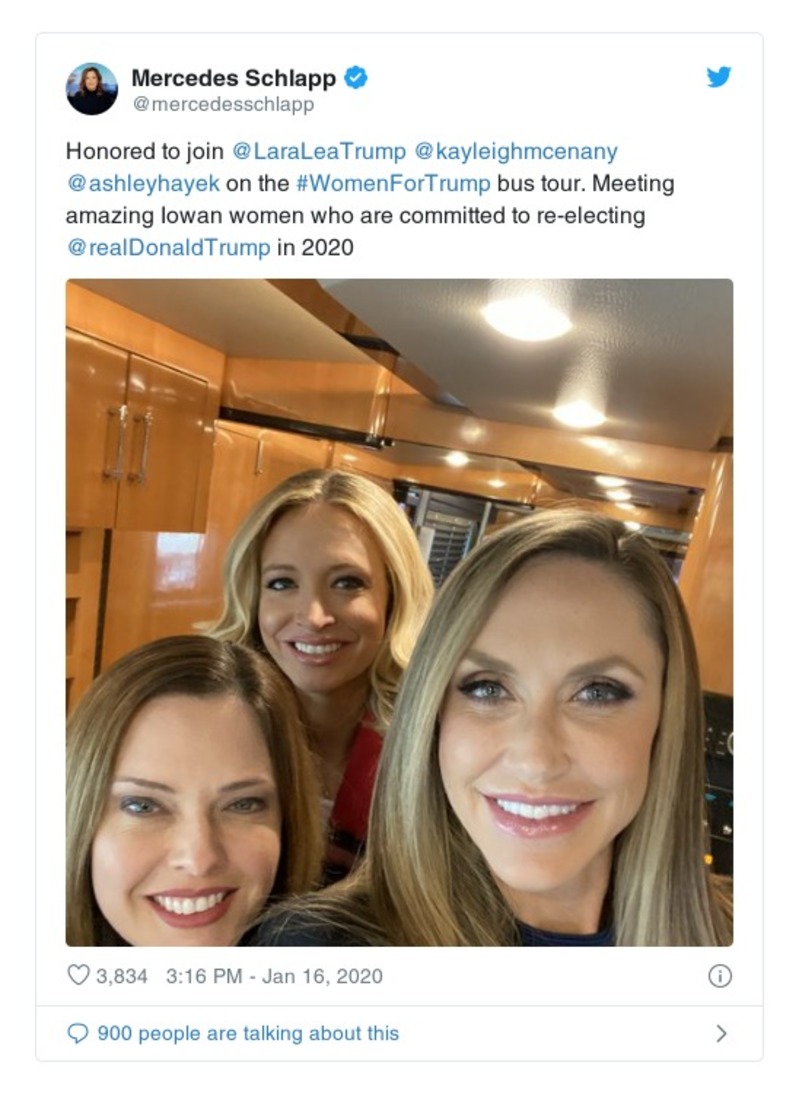 Mercedes Schlapp
@mercedesschlapp
Honored to join @LaraLeaTrump @kayleighmcenany
@ashleyhayek on the #WomenForTrump bus tour. Meeting
amazing Iowan women who are committed to re-electing
@realDonaldTrump in 2020
3,834 3:16 PM - Jan 16, 2020
900 people are talking about this